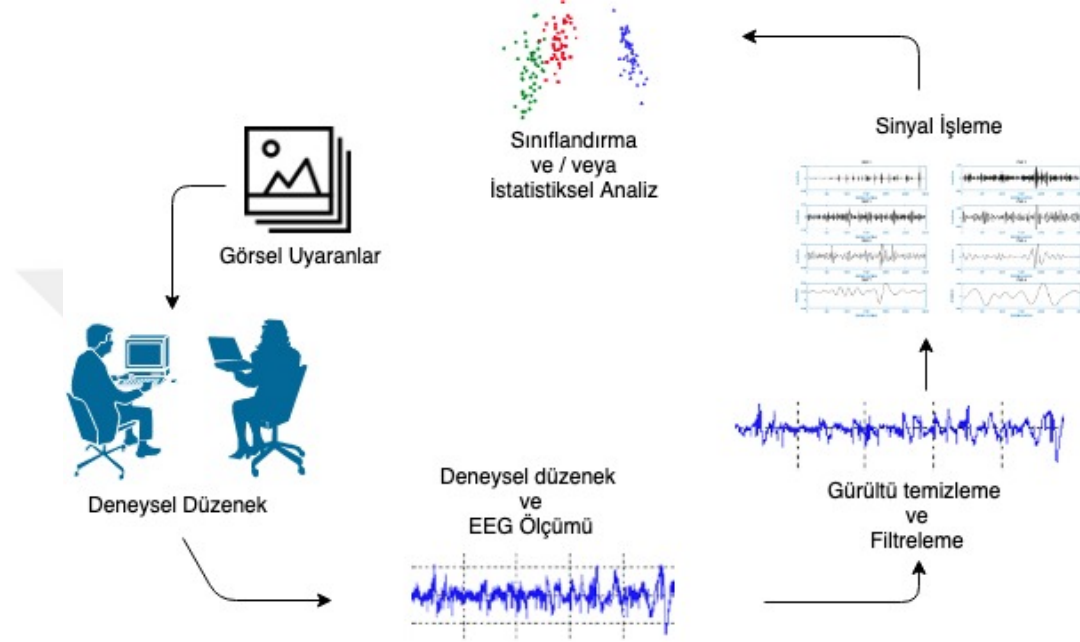 Görsel Uyaranlar
Deneysel Düzenek
Deneysel düzenek
ve
EEG Ölçümü
Gürültü temizleme
ve
Filtreleme
Sinyal İşleme
Sınıflandırma
ve / veya
İstatistiksel Analiz